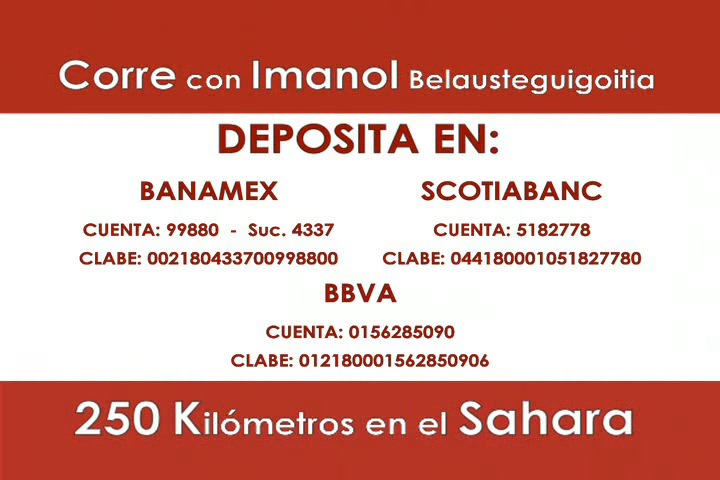 Corre con Imanol Belausteguigoitia
DEPOSITA EN:
BANAMEX
CUENTA: 99880 - Suc. 4337
CLABE: 002180433700998800
SCOTIABANC
CUENTA: 5182778
CLABE: 044180001051827780
BBVA
CUENTA: 0156285090
CLABE: 012180001562850906
250 Kilómetros en el Sahara